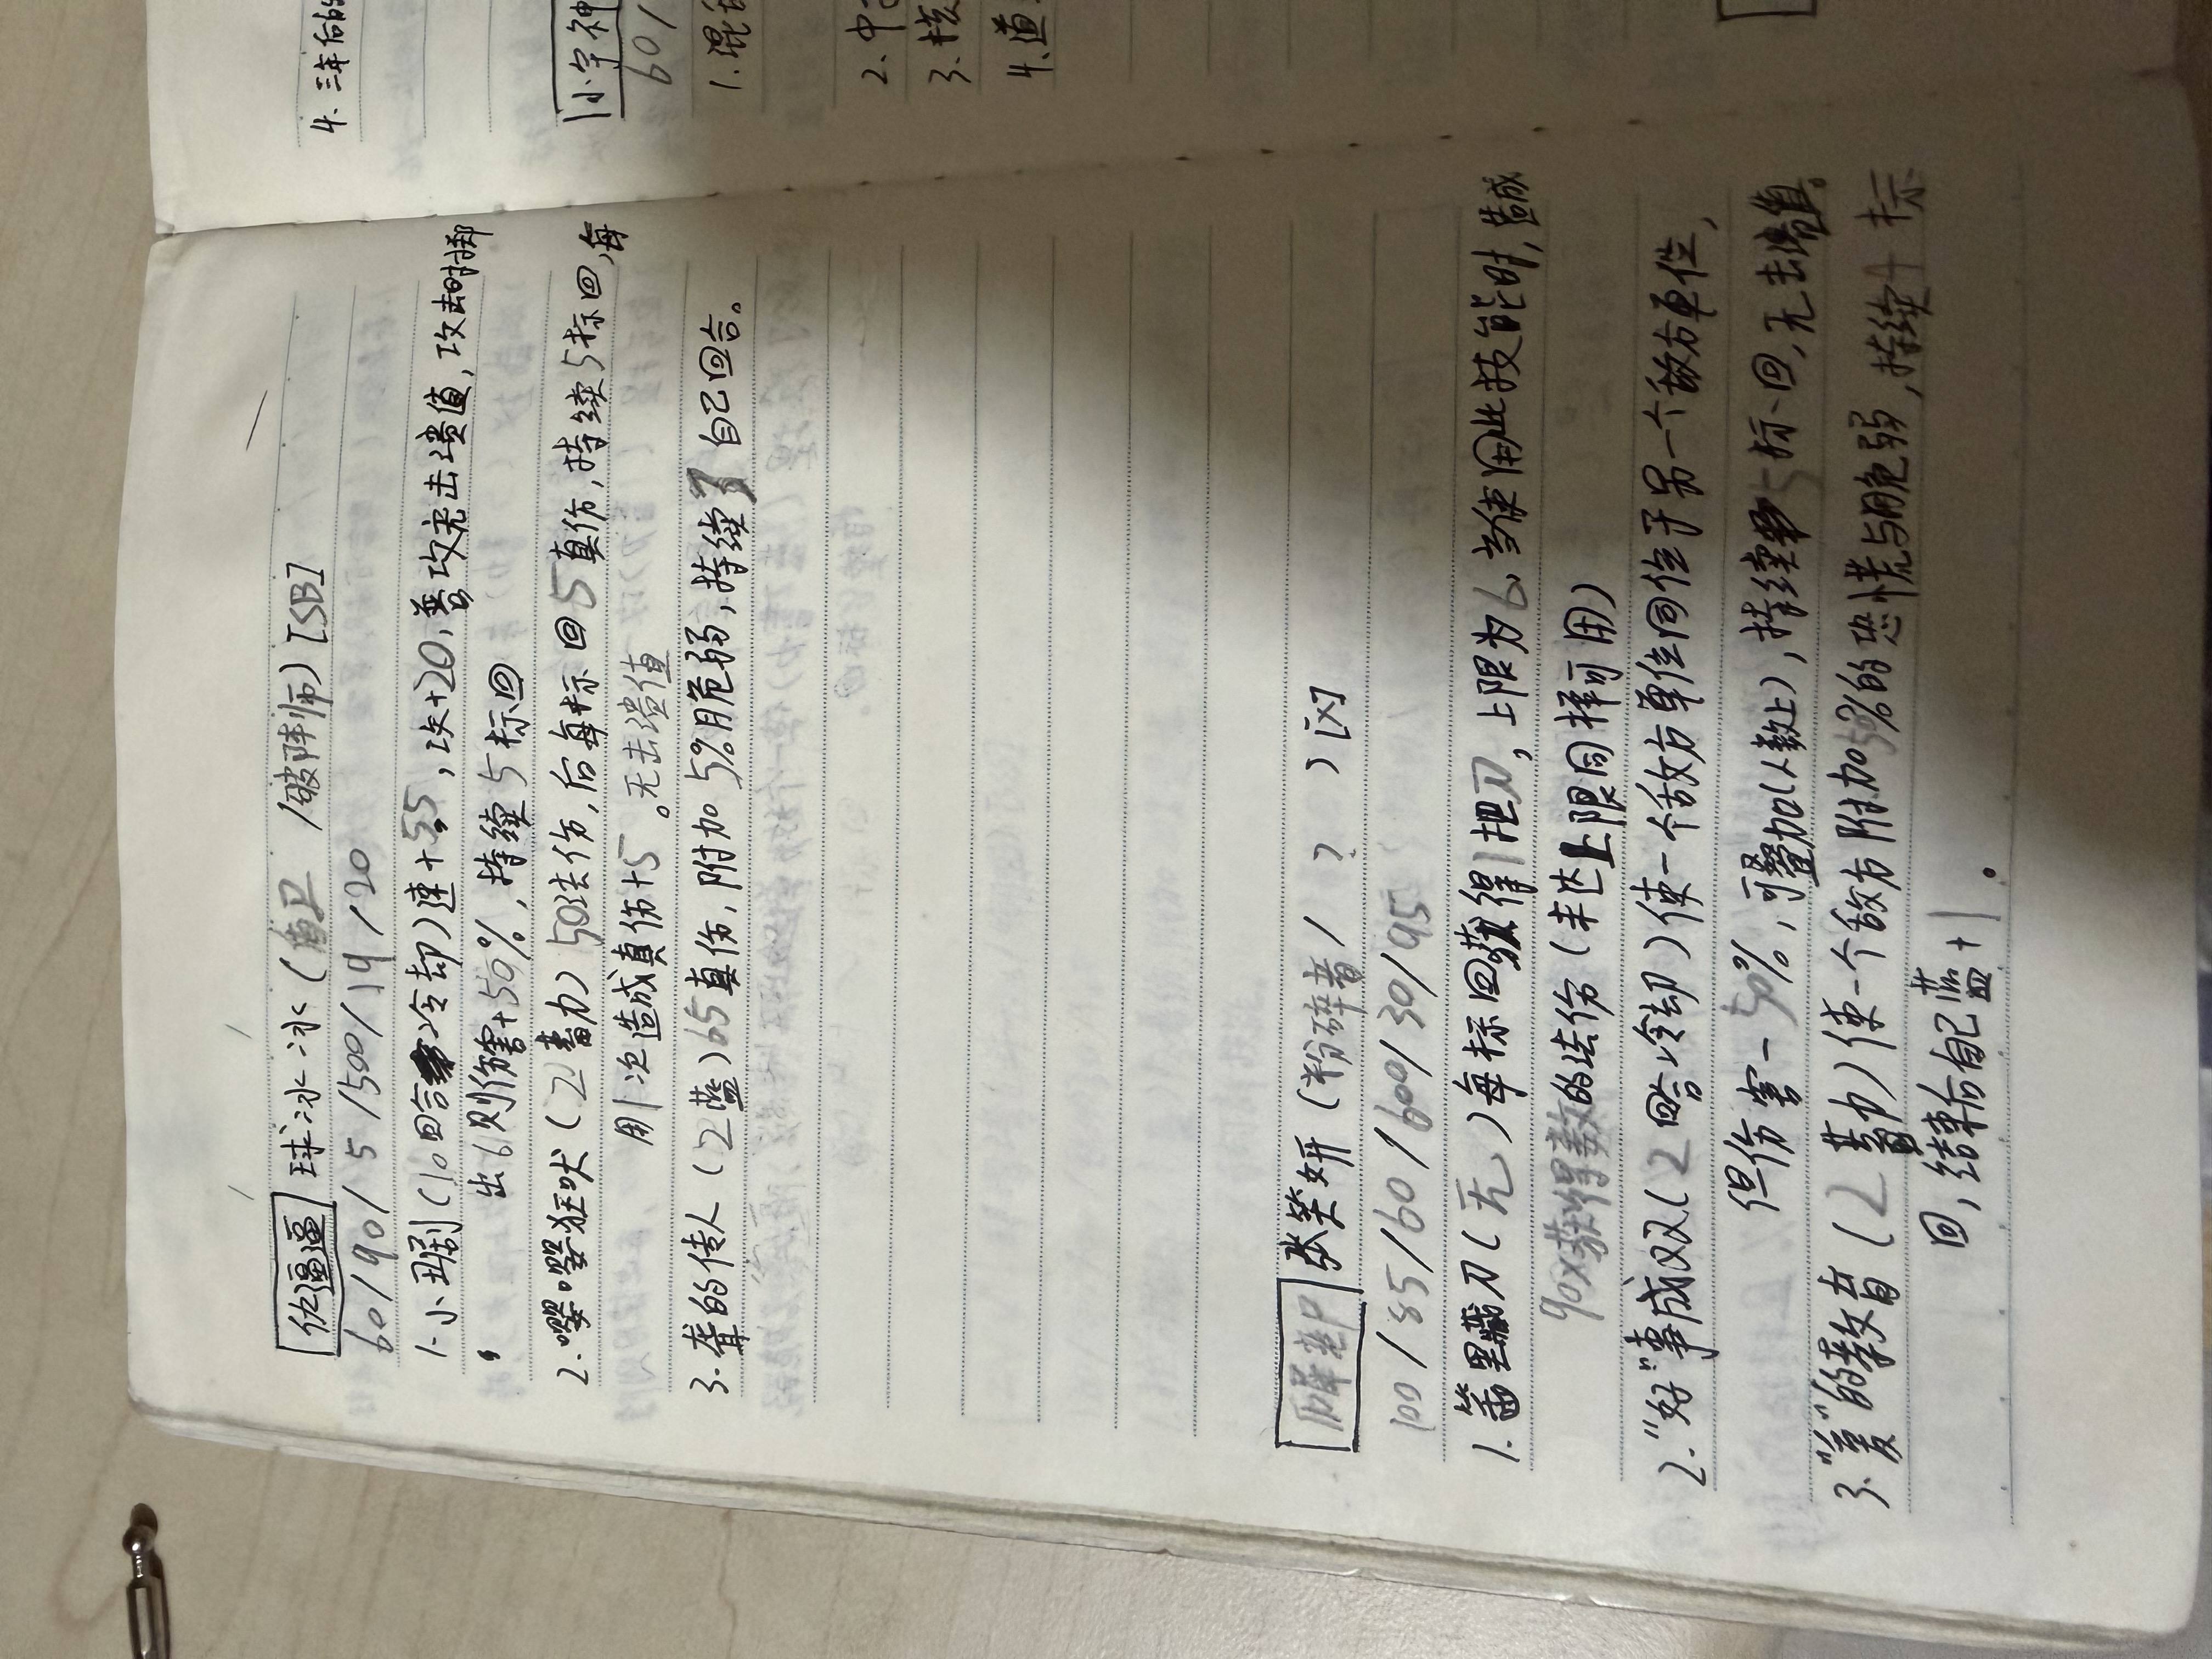 仇逼逼 球冰冰(盾卫 /破阵师)[SB]
60/90/ 5 /500/19/20
1.小丑剧(10回合冷却)速+55,攻+20,普攻无击溃值,攻击时掷
出6则伤害+50%,持续5标回
2.嘤嘤狂吠(2蓄力)50法伤,后每标回5真伤,持续5标回,每
用1次造成真伤+5。无击溃值
3.聋的传人(2蓝)65真伤,附加5%脆弱,持续3自己回合。
张笑妍(粉碎者/ ? )[X]
100/85/60/600/30/95
1.笑里藏刀(无)每标回获得1把刀,上限为6,当使用此技能时,造成
90×获得数的法伤(未达上限同样可用)
2."好"事成双(2回合冷却)使一个敌方单位同位于另一个敌方单位,
但伤害-50%,可叠加(人数上),持续5标回,无击溃值。
3."爱"的教育(2蓄力)使一个敌方附加50%的恐慌与脆弱,持续4标
回,结束后自己蓝+1。
4.三年后的
小宇神
60/
1.混
2.中
3.核
4.道